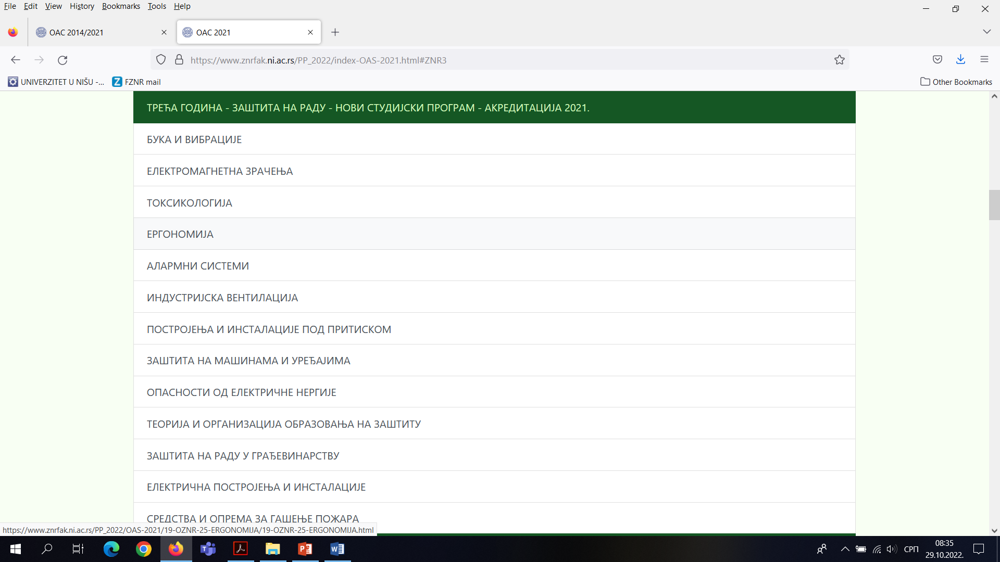 File Edit View History Bookmarks Tools Help
ОАС 2014/2021
ОАС 2021
https://www.znrfak.ni.ac.rs/PP_2022/index-OAS-2021.html#ZNR3
UNIVERZITET U NIŠU -...
FZNR mail
Other Bookmarks
ТРЕЋА ГОДИНА - ЗАШТИТА НА РАДУ - НОВИ СТУДИЈСКИ ПРОГРАМ - АКРЕДИТАЦИЈА 2021.
БУКА И ВИБРАЦИЈЕ
ЕЛЕКТРОМАГНЕТНА ЗРАЧЕЊА
ТОКСИКОЛОГИЈА
ЕРГОНОМИЈА
АЛАРМНИ СИСТЕМИ
ИНДУСТРИЈСКА ВЕНТИЛАЦИЈА
ПОСТРОЈЕЊА И ИНСТАЛАЦИЈЕ ПОД ПРИТИСКОМ
ЗАШТИТА НА МАШИНАМА И УРЕЂАЈИМА
ОПАСНОСТИ ОД ЕЛЕКТРИЧНЕ НЕРГИЈЕ
ТЕОРИЈА И ОРГАНИЗАЦИЈА ОБРАЗОВАЊА НА ЗАШТИТУ
ЗАШТИТА НА РАДУ У ГРАЂЕВИНАРСТВУ
ЕЛЕКТРИЧНА ПОСТРОЈЕЊА И ИНСТАЛАЦИЈЕ
СРЕДСТВА И ОПРЕМА ЗА ГАШЕЊЕ ПОЖАРА
https://www.znrfak.ni.ac.rs/PP_2022/OAS-2021/19-OZNR-25-ERGONOMIJA/19-OZNR-25-ERGONOMIJA.html
СРП
08:35
29.10.2022.